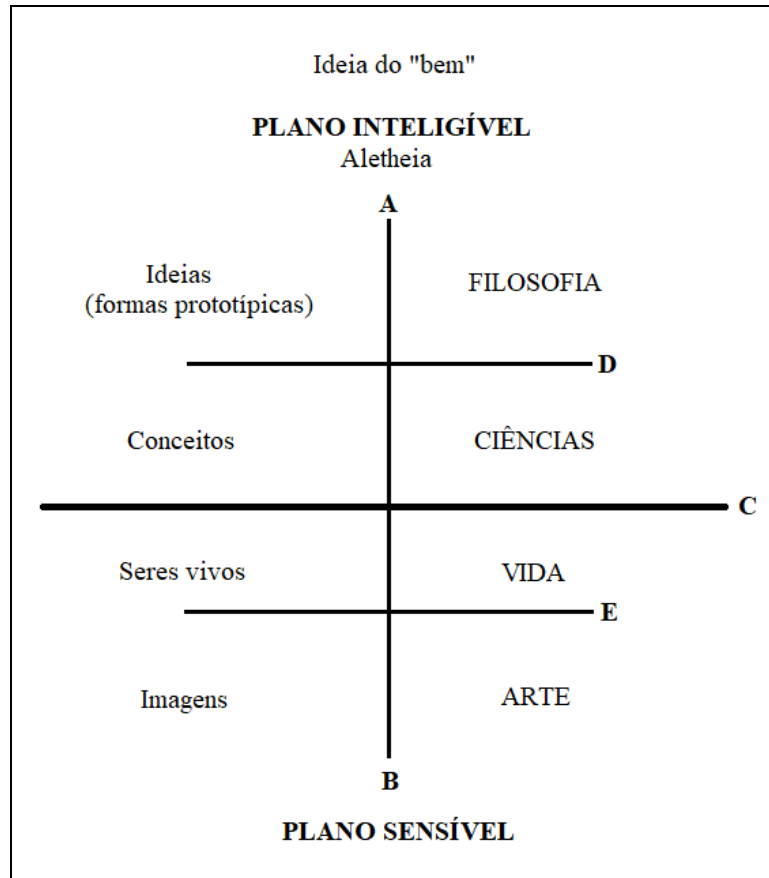 Ideia do "bem"
PLANO INTELIGÍVEL
Aletheia
A
Ideias
(formas prototípicas)
FILOSOFIA
D
Conceitos
CIÊNCIAS
C
Seres vivos
VIDA
E
Imagens
ARTE
B
PLANO SENSÍVEL